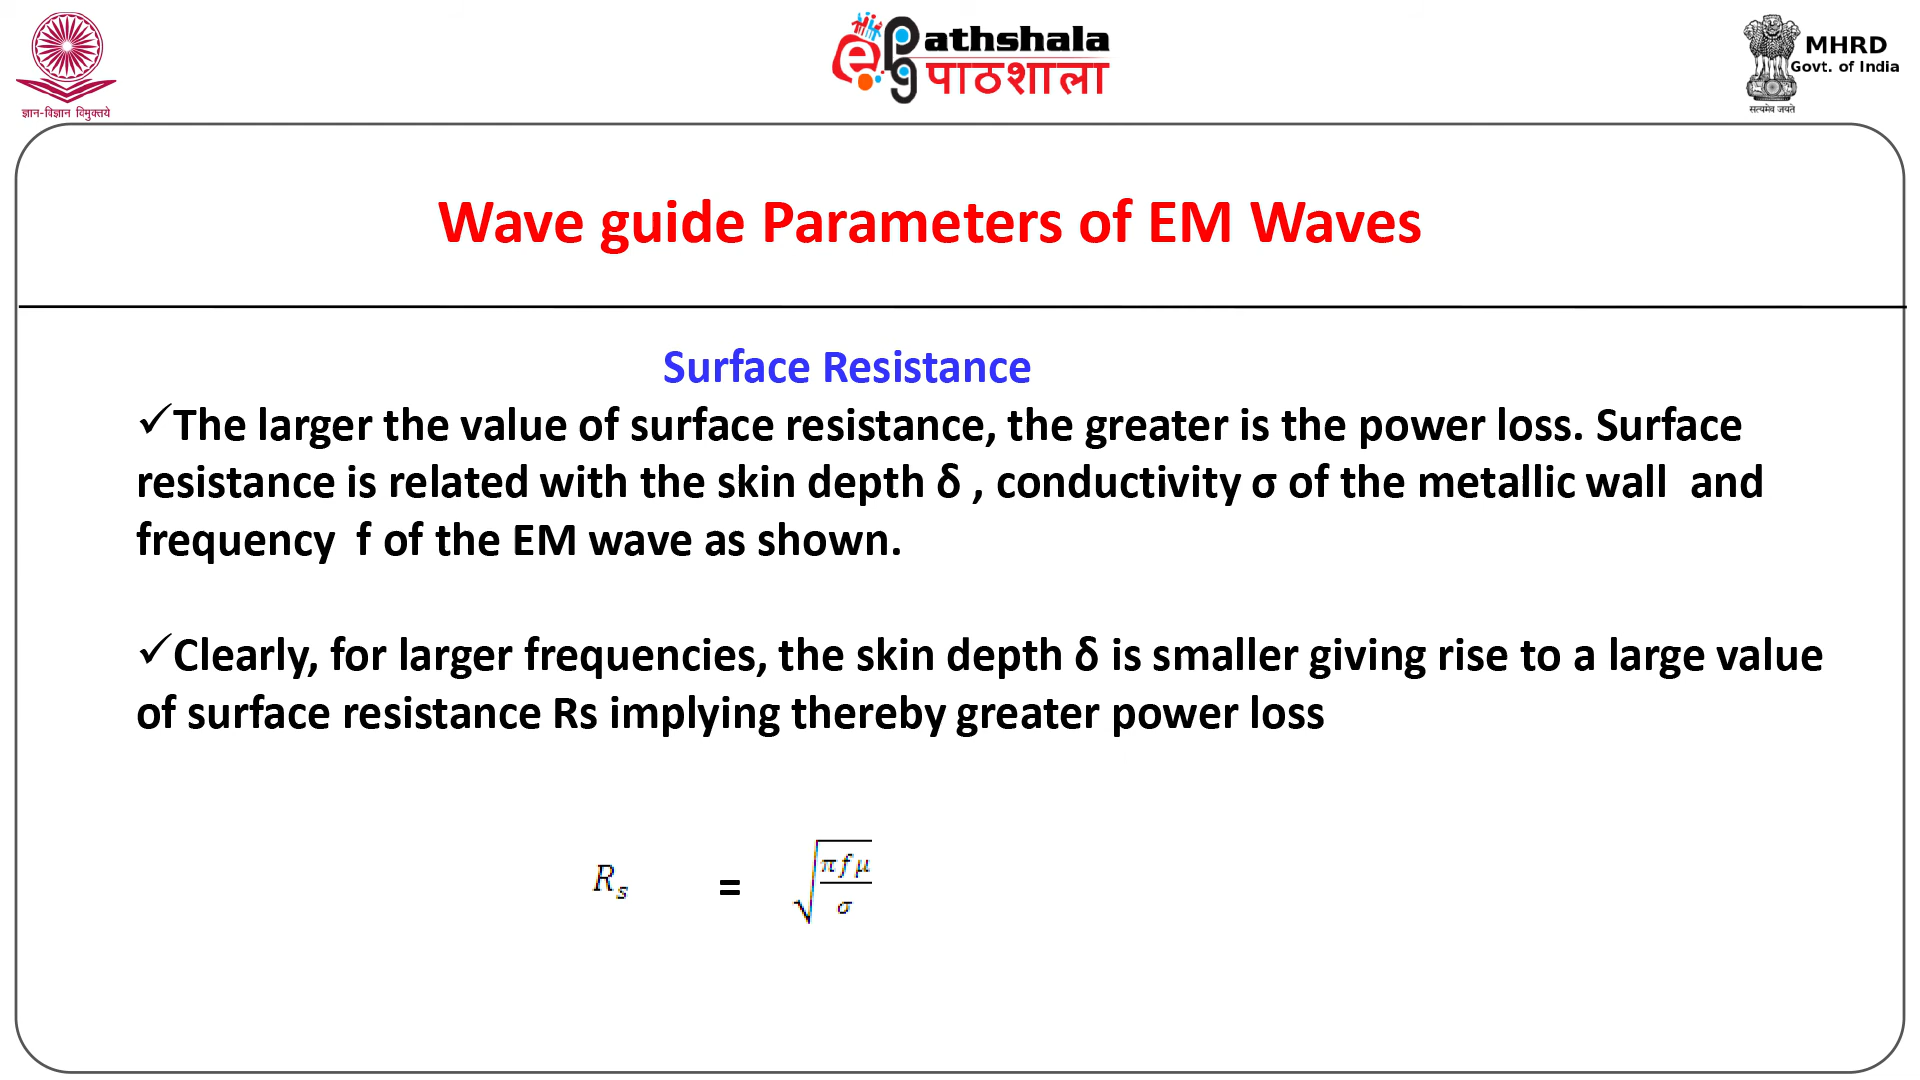 ज्ञान-विज्ञान विमुक्तये
ePG Pathshala
पाठशाला
MHRD
Govt. of India
सत्यमेव जयते
Wave guide Parameters of EM Waves
Surface Resistance
✓The larger the value of surface resistance, the greater is the power loss. Surface
resistance is related with the skin depth δ , conductivity σ of the metallic wall  and
frequency  f of the EM wave as shown.
✓Clearly, for larger frequencies, the skin depth δ is smaller giving rise to a large value
of surface resistance Rs implying thereby greater power loss
R_s = √(πfμ/σ)